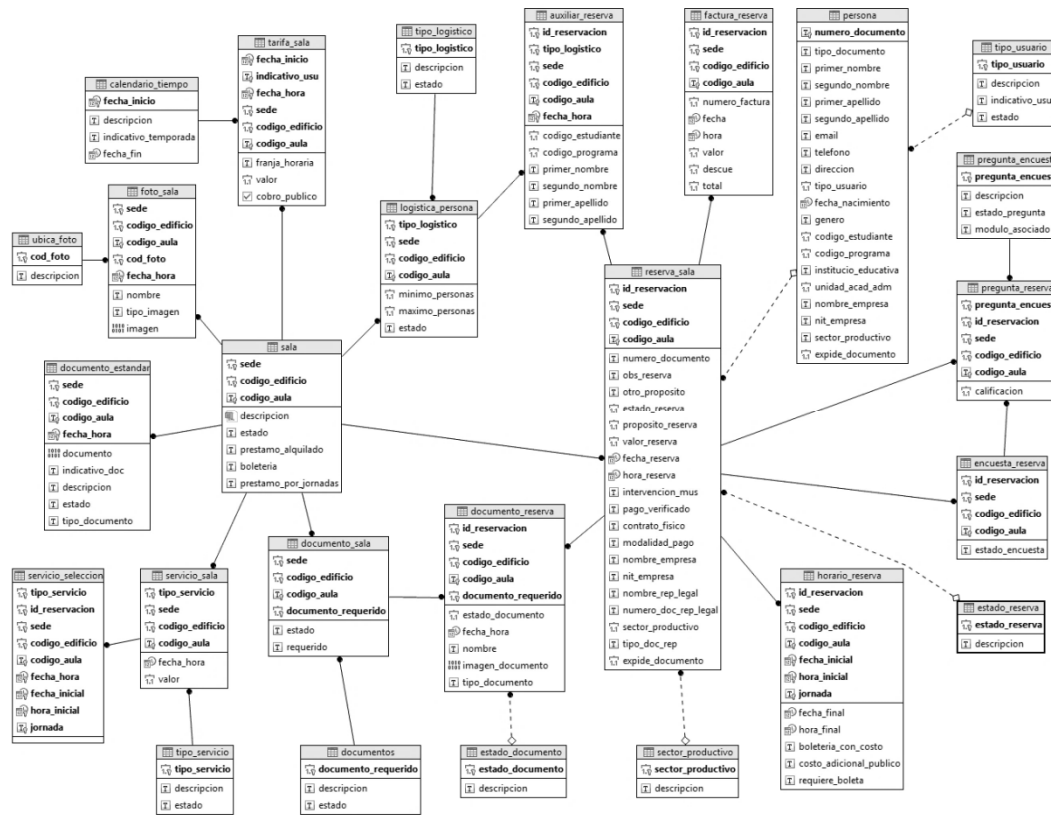 calendario_tiempo
fecha_inicio
descripcion
indicativo_temporada
fecha_fin
tarifa_sala
fecha_inicio
indicativo_usu
fecha_hora
sede
codigo_edificio
codigo_aula
franja_horaria
valor
cobro_publico
tipo_logistico
tipo_logistico
descripcion
estado
auxiliar_reserva
id_reservacion
tipo_logistico
sede
codigo_edificio
codigo_aula
fecha_hora
codigo_estudiante
codigo_programa
primer_nombre
segundo_nombre
primer_apellido
segundo_apellido
factura_reserva
id_reservacion
sede
codigo_edificio
codigo_aula
numero_factura
fecha
hora
valor
descue
total
persona
numero_documento
tipo_documento
primer_nombre
segundo_nombre
primer_apellido
segundo_apellido
email
telefono
direccion
tipo_usuario
fecha_nacimiento
genero
codigo_estudiante
codigo_programa
institucio_educativa
unidad_acad_adm
nombre_empresa
nit_empresa
sector_productivo
expide_documento
tipo_usuario
tipo_usuario
descripcion
indicativo_usu
estado
pregunta_encuesta
pregunta_encues
descripcion
estado_pregunta
modulo_asociado
ubica_foto
cod_foto
descripcion
foto_sala
sede
codigo_edificio
codigo_aula
cod_foto
fecha_hora
nombre
tipo_imagen
imagen
logistica_persona
tipo_logistico
sede
codigo_edificio
codigo_aula
minimo_personas
maximo_personas
estado
reserva_sala
id_reservacion
sede
codigo_edificio
codigo_aula
numero_documento
obs_reserva
otro_proposito
estado_reserva
proposito_reserva
valor_reserva
fecha_reserva
hora_reserva
intervencion_mus
pago_verificado
contrato_fisico
modalidad_pago
nombre_empresa
nit_empresa
nombre_rep_legal
numero_doc_rep_legal
sector_productivo
tipo_doc_rep
expide_documento
pregunta_reserva
pregunta_encues
id_reservacion
sede
codigo_edificio
codigo_aula
calificacion
sala
sede
codigo_edificio
codigo_aula
descripcion
estado
prestamo_alquilado
boleteria
prestamo_por_jornadas
documento_estandar
sede
codigo_edificio
codigo_aula
fecha_hora
documento
indicativo_doc
descripcion
estado
tipo_documento
encuesta_reserva
id_reservacion
sede
codigo_edificio
codigo_aula
estado_encuesta
documento_reserva
id_reservacion
sede
codigo_edificio
codigo_aula
documento_requerido
estado_documento
fecha_hora
nombre
imagen_documento
tipo_documento
documento_sala
sede
codigo_edificio
codigo_aula
documento_requerido
estado
requerido
servicio_seleccion
tipo_servicio
id_reservacion
sede
codigo_edificio
codigo_aula
fecha_hora
fecha_inicial
hora_inicial
jornada
servicio_sala
tipo_servicio
sede
codigo_edificio
codigo_aula
fecha_hora
valor
horario_reserva
id_reservacion
sede
codigo_edificio
codigo_aula
fecha_inicial
hora_inicial
jornada
fecha_final
hora_final
boleteria_con_costo
costo_adicional_publico
requiere_boleta
estado_reserva
estado_reserva
descripcion
tipo_servicio
tipo_servicio
descripcion
estado
documentos
documento_requerido
descripcion
estado
estado_documento
estado_documento
descripcion
sector_productivo
sector_productivo
descripcion